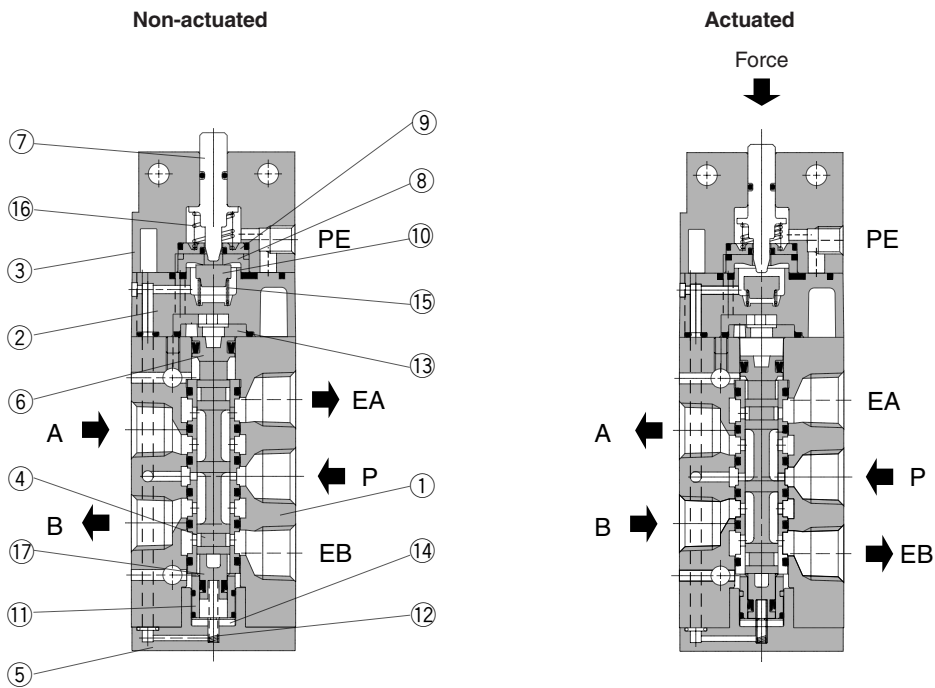 Non-actuated
Actuated
Force
⑦
⑨
⑧
⑯
PE
PE
⑩
③
⑮
②
⑬
⑥
EA
EA
A
A
P
P
①
B
B
④
EB
EB
⑰
⑭
⑪
⑫
⑤